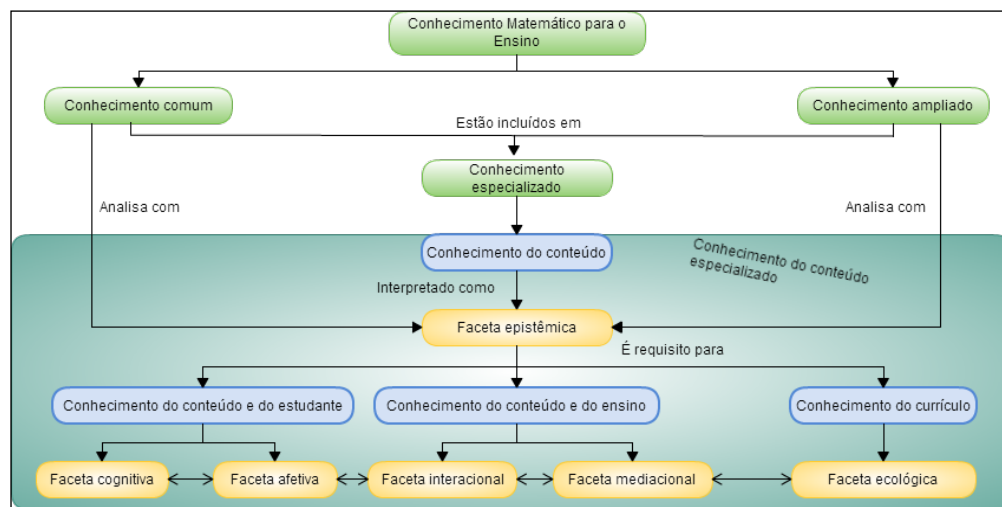 Conhecimento Matemático para o
Ensino
Conhecimento comum
Conhecimento ampliado
Estão incluídos em
Conhecimento
especializado
Analisa com
Analisa com
Conhecimento do conteúdo
Conhecimento do conteúdo
especializado
Interpretado como
Faceta epistêmica
É requisito para
Conhecimento do conteúdo e do estudante
Conhecimento do conteúdo e do ensino
Conhecimento do currículo
Faceta cognitiva
Faceta afetiva
Faceta interacional
Faceta mediacional
Faceta ecológica